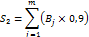 S₂ = ∑_{i=1}^{m} (B_j × 0,9)